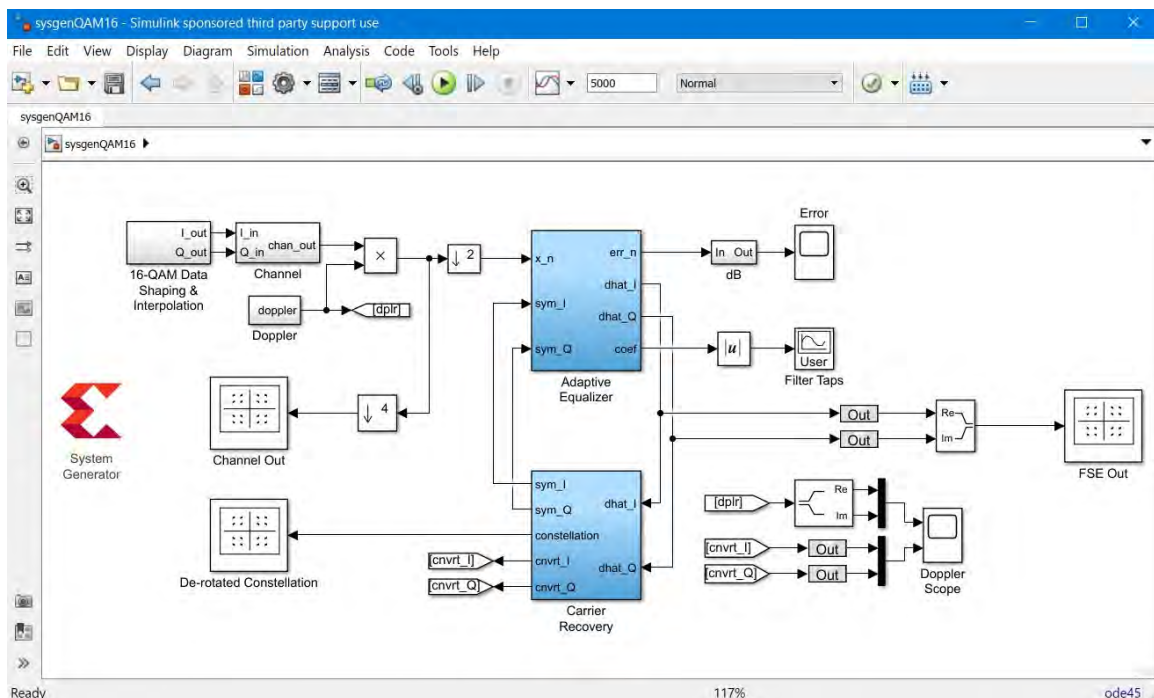 sysgenQAM16 - Simulink sponsored third party support use
File Edit View Display Diagram Simulation Analysis Code Tools Help
5000 Normal
sysgenQAM16
sysgenQAM16
I_out
Q_out
16-QAM Data
Shaping &
Interpolation
I_in
Q_in
chan_out
Channel
×
doppler
Doppler
[dplr]
↓ 2
x_n
sym_I
sym_Q
err_n
dhat_I
dhat_Q
coef
Adaptive
Equalizer
In Out
dB
Error
|u|
User
Filter Taps
System
Generator
Channel Out
↓ 4
De-rotated Constellation
sym_I
sym_Q
constellation
cnvrt_I
cnvrt_Q
dhat_I
dhat_Q
Carrier
Recovery
[cnvrt_I]
[cnvrt_Q]
Out
Out
Re
Im
FSE Out
[dplr]
Re
Im
[cnvrt_I]
Out
[cnvrt_Q]
Out
Doppler
Scope
Ready 117% ode45